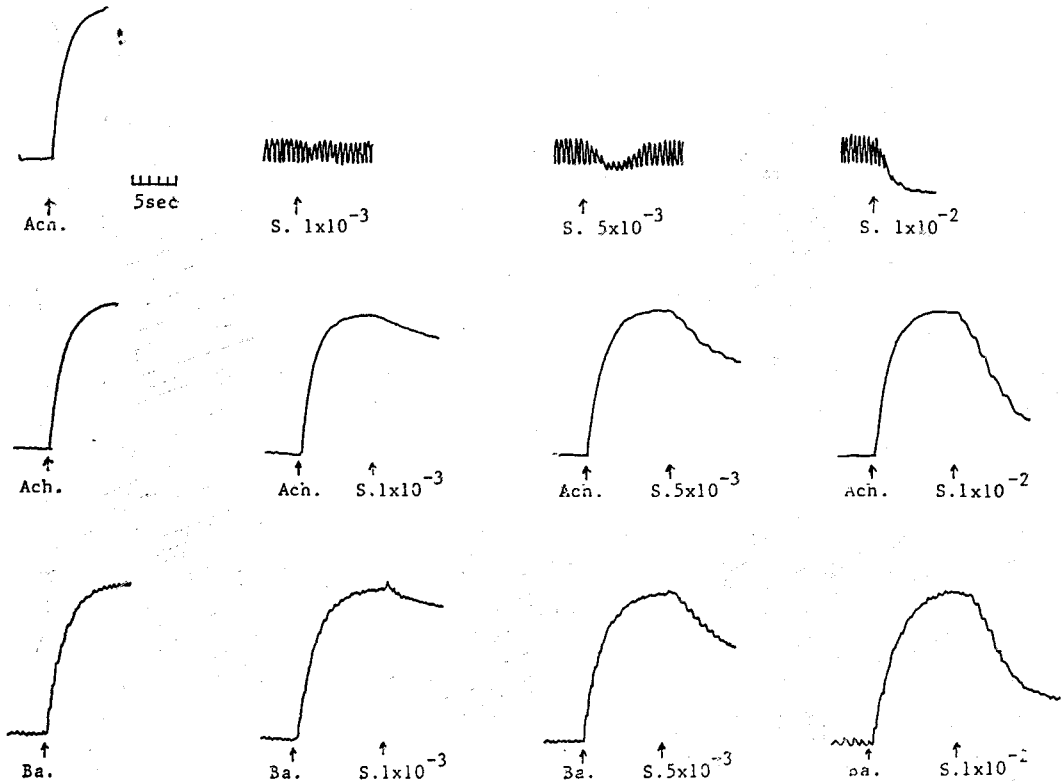 5sec
Ach. S. 1x10-3 S. 5x10-3 S. 1x10-2
Ach. Ach. S.1x10-3 Ach. S.5x10-3 Ach. S.1x10-2
Ba. Ba. S.1x10-3 Ba. S.5x10-3 Ba. S.1x10-2